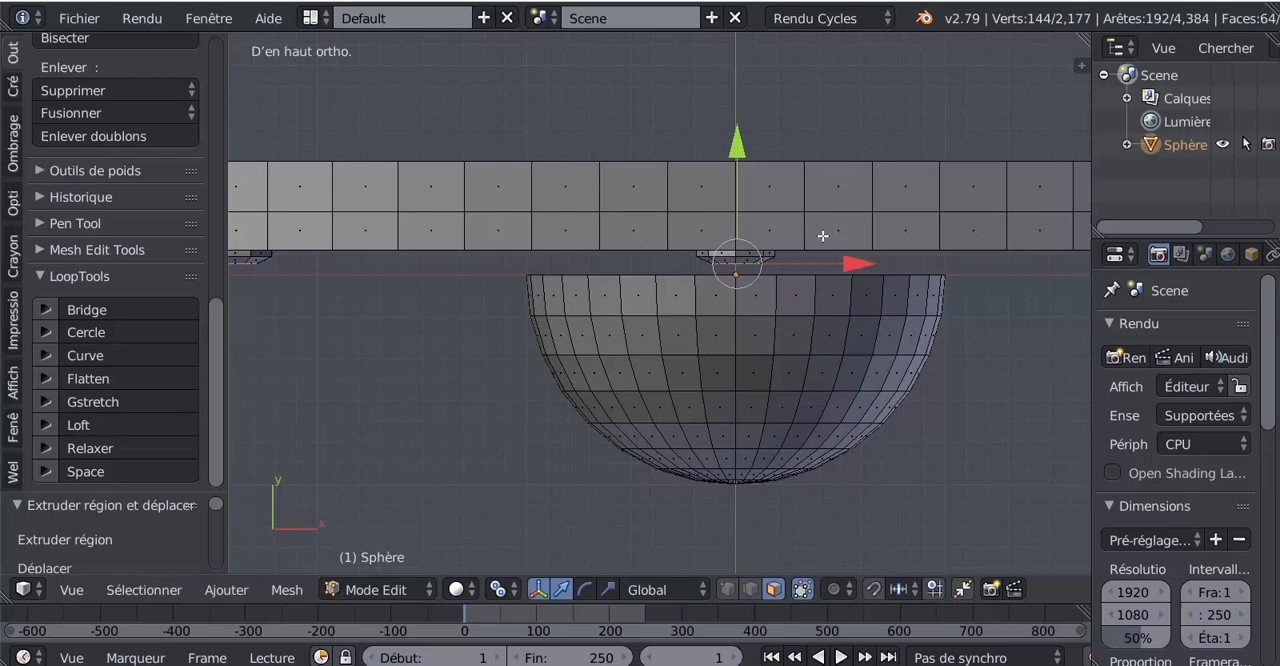 Fichier Rendu Fenêtre Aide Default Scene Rendu Cycles v2.79 | Verts:144/2,177 | Arêtes:192/4,384 | Faces:64/
Out
Cré
Ombrage
Opti
Crayon
Impressio
Affich
Fenê
Wel
Bisecter
Enlever :
Supprimer
Fusionner
Enlever doublons
Outils de poids
Historique
Pen Tool
Mesh Edit Tools
LoopTools
Bridge
Cercle
Curve
Flatten
Gstretch
Loft
Relaxer
Space
Extruder région et déplacer
Extruder région
Déplacer
D'en haut ortho.
y
x
(1) Sphère
Vue Sélectionner Ajouter Mesh Mode Edit Global
-600 -500 -400 -300 -200 -100 0 100 200 300 400 500 600 700 800
Vue Marqueur Frame Lecture Début: 1 Fin: 250 1 Pas de synchro
Vue Chercher
Scene
Calques
Lumière
Sphère
Scene
Rendu
Ren Ani Audi
Affich Éditeur
Ense Supportées
Périph CPU
Open Shading La...
Dimensions
Pré-réglage...
Résolutio Intervall...
1920 Fra:1
1080 : 250
50% Éta:1
Proportion Format